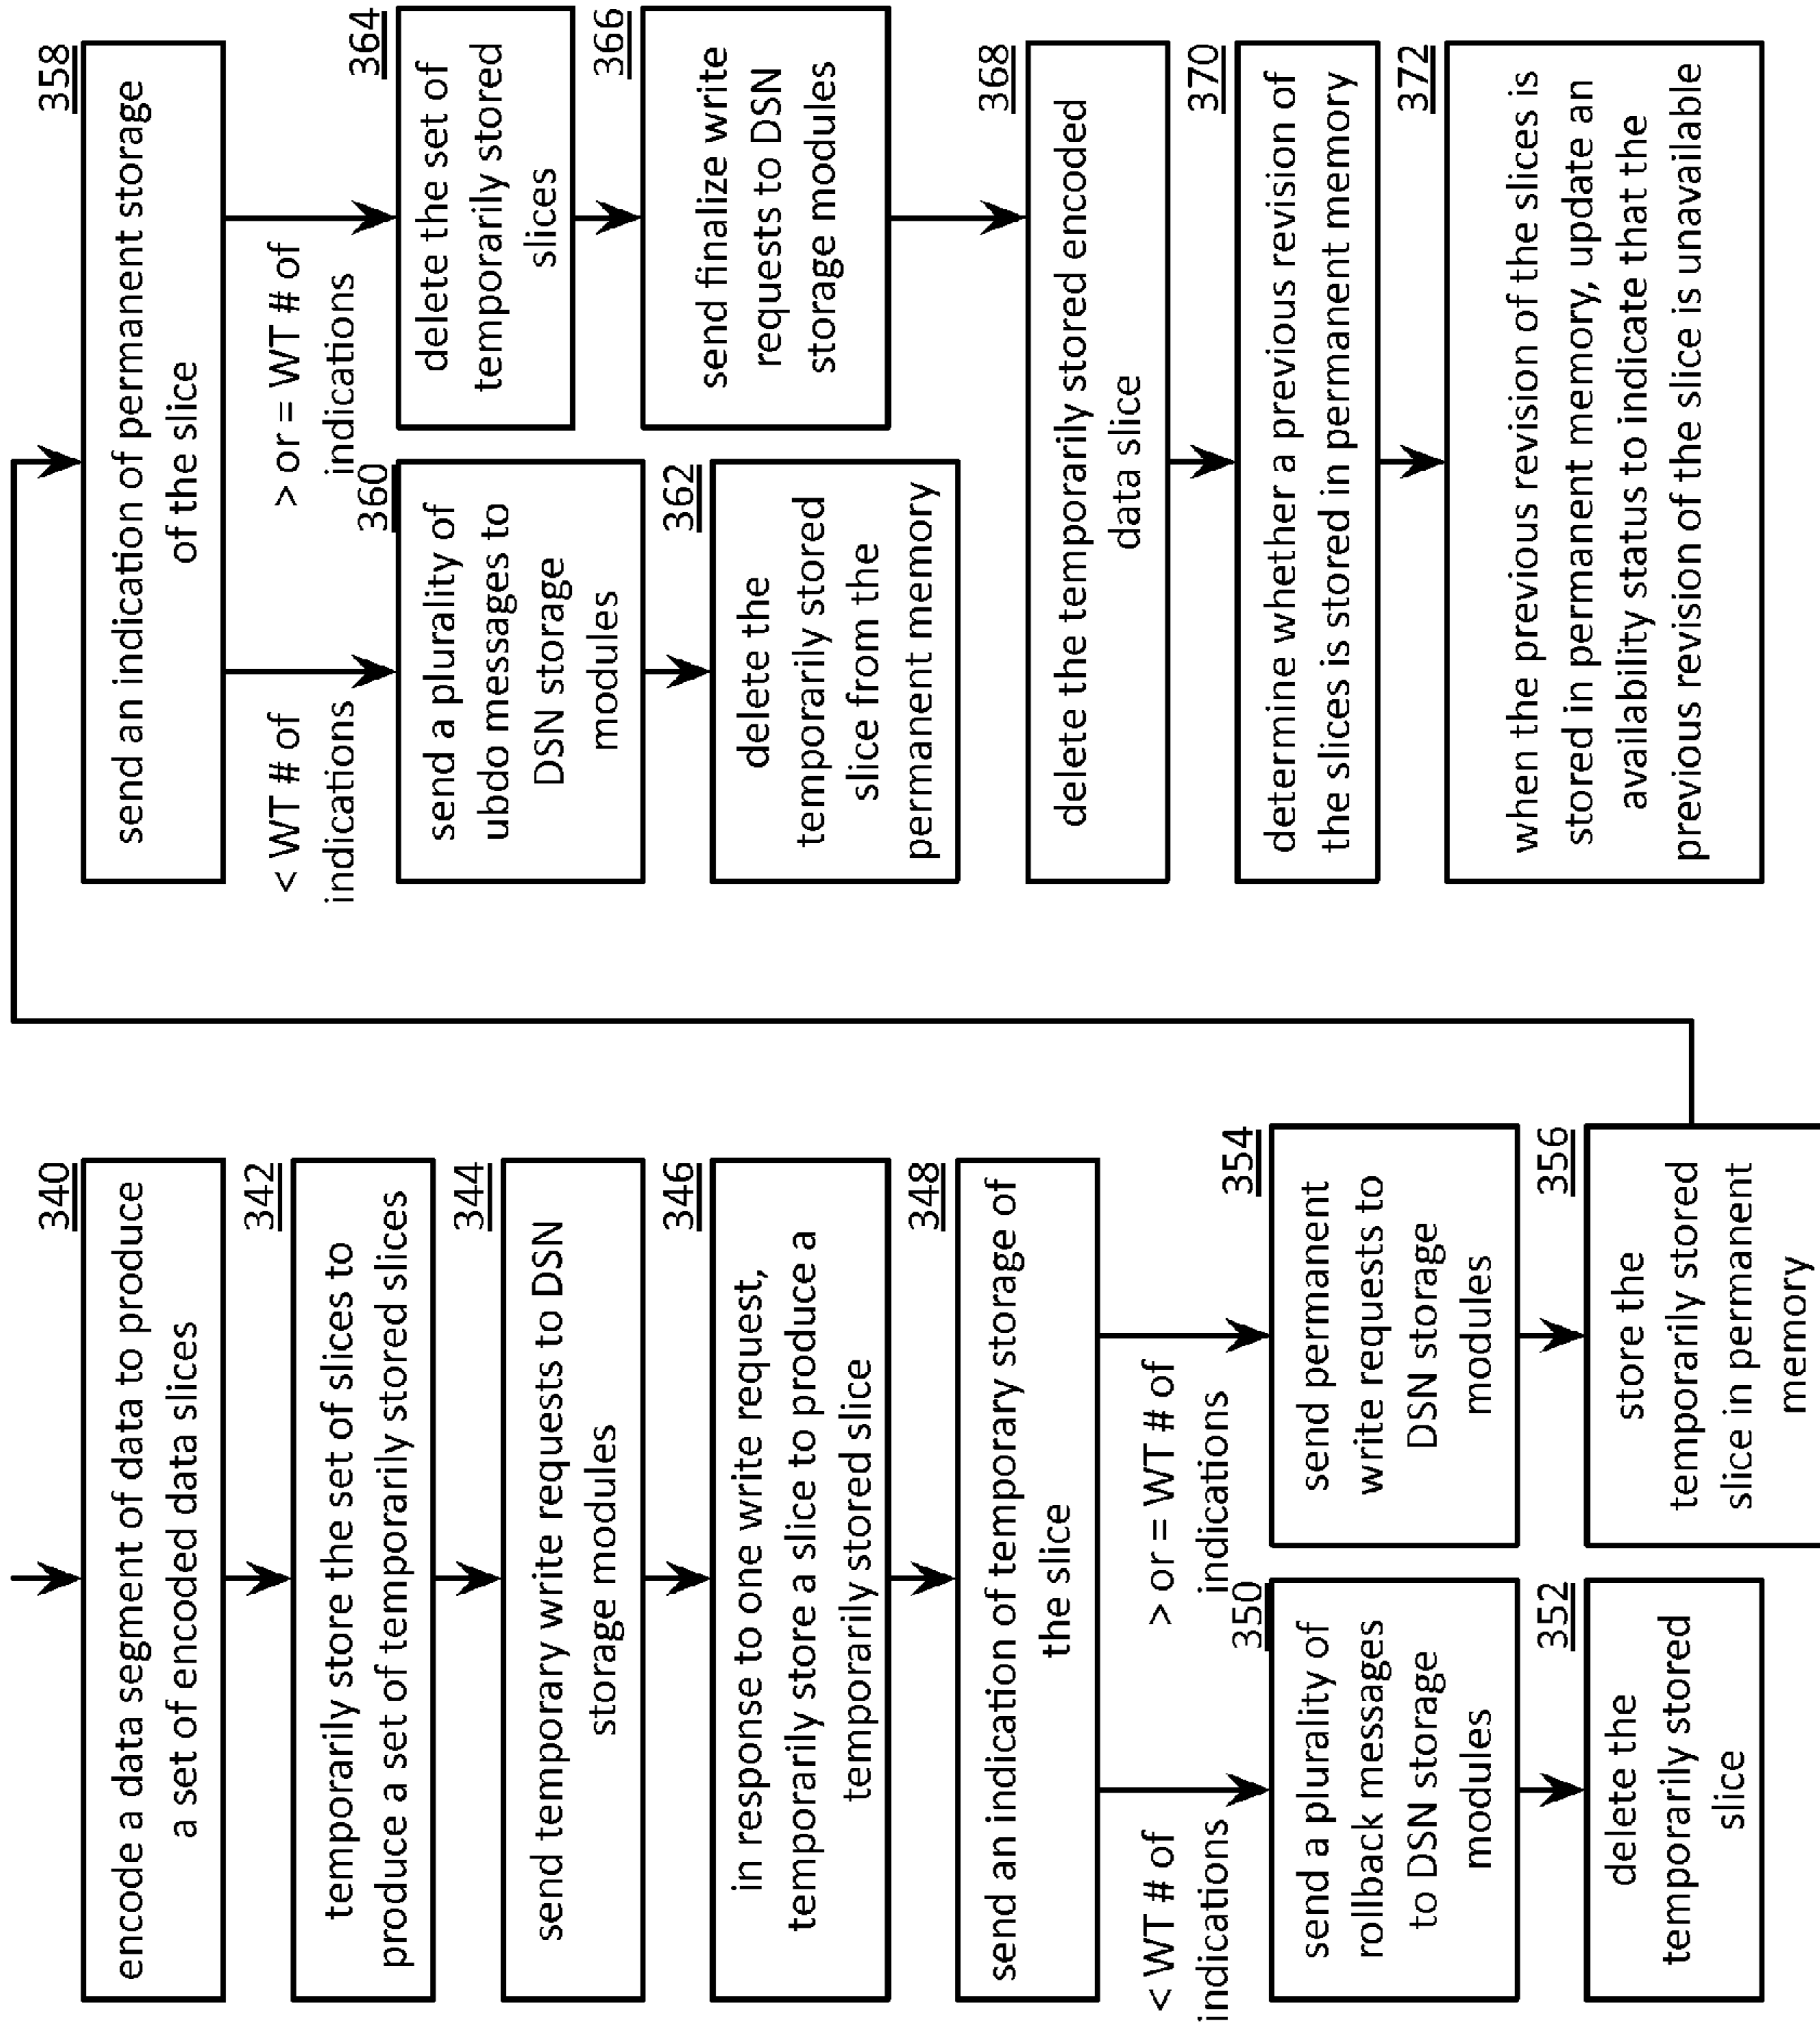 340
encode a data segment of data to produce
a set of encoded data slices
342
temporarily store the set of slices to
produce a set of temporarily stored slices
344
send temporary write requests to DSN
storage modules
346
in response to one write request,
temporarily store a slice to produce a
temporarily stored slice
348
send an indication of temporary storage of
the slice
< WT # of
indications
> or = WT # of
indications
350
send a plurality of
rollback messages
to DSN storage
modules
352
delete the
temporarily stored
slice
354
send permanent
write requests to
DSN storage
modules
356
store the
temporarily stored
slice in permanent
memory
358
send an indication of permanent storage
of the slice
< WT # of
indications
> or = WT # of
indications
360
send a plurality of
ubdo messages to
DSN storage
modules
362
delete the
temporarily stored
slice from the
permanent memory
364
delete the set of
temporarily stored
slices
366
send finalize write
requests to DSN
storage modules
368
delete the temporarily stored encoded
data slice
370
determine whether a previous revision of
the slices is stored in permanent memory
372
when the previous revision of the slices is
stored in permanent memory, update an
availability status to indicate that the
previous revision of the slice is unavailable